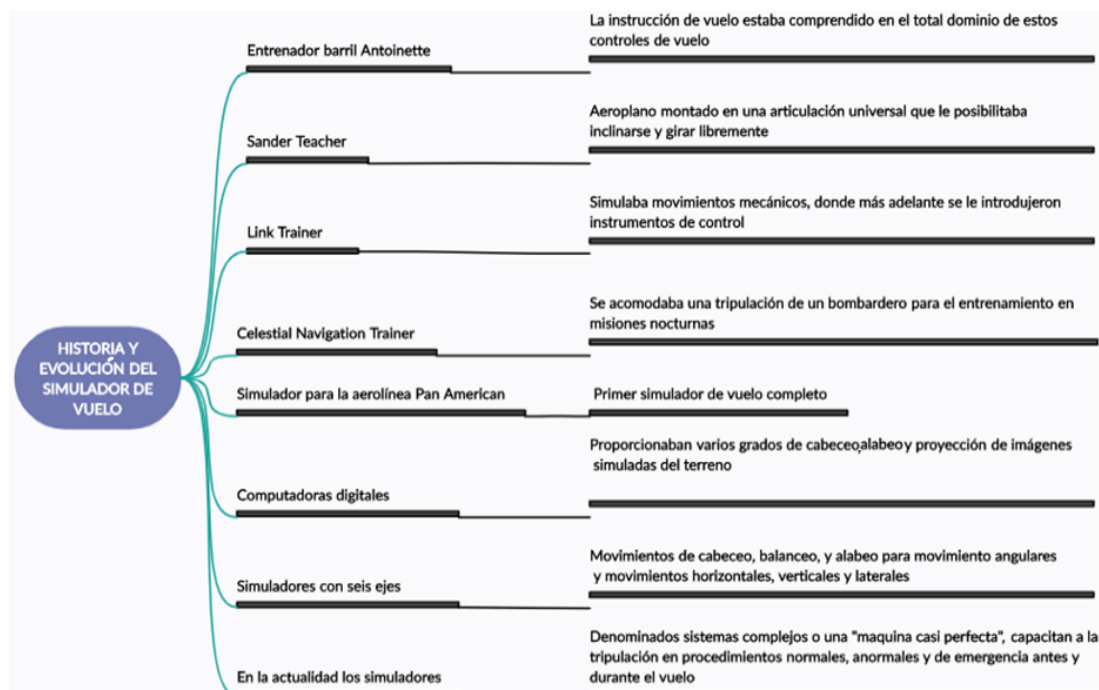 La instrucción de vuelo estaba comprendido en el total dominio de estos
controles de vuelo
Entrenador barril Antoinette
Aeroplano montado en una articulación universal que le posibilitaba
inclinarse y girar libremente
Sander Teacher
Simulaba movimientos mecánicos, donde más adelante se le introdujeron
instrumentos de control
Link Trainer
Se acomodaba una tripulación de un bombardero para el entrenamiento en
misiones nocturnas
Celestial Navigation Trainer
HISTORIA Y
EVOLUCIÓN DEL
SIMULADOR DE
VUELO
Simulador para la aerolínea Pan American
Primer simulador de vuelo completo
Proporcionaban varios grados de cabeceo,alabeo y proyección de imágenes
simuladas del terreno
Computadoras digitales
Movimientos de cabeceo, balanceo, y alabeo para movimiento angulares
y movimientos horizontales, verticales y laterales
Simuladores con seis ejes
Denominados sistemas complejos o una "maquina casi perfecta", capacitan a la
tripulación en procedimientos normales, anormales y de emergencia antes y
durante el vuelo
En la actualidad los simuladores